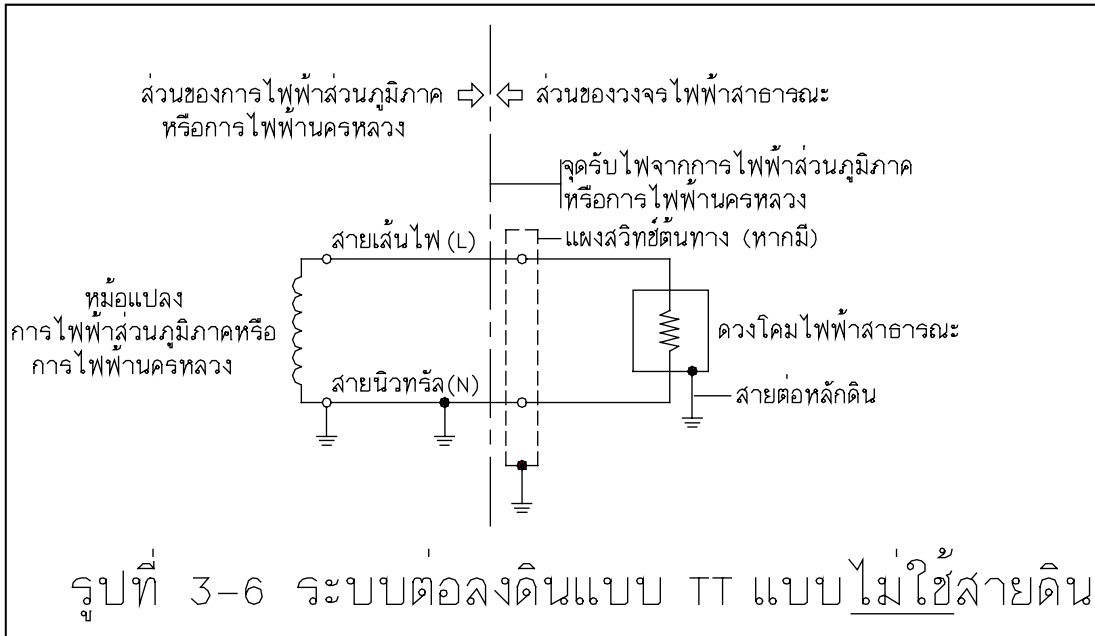 ส่วนของการไฟฟ้าส่วนภูมิภาค
หรือการไฟฟ้านครหลวง
ส่วนของวงจรไฟฟ้าสาธารณะ
จุดรับไฟจากการไฟฟ้าส่วนภูมิภาค
หรือการไฟฟ้านครหลวง
แผงสวิทช์ต้นทาง (หากมี)
สายเส้นไฟ (L)
หม้อแปลง
การไฟฟ้าส่วนภูมิภาคหรือ
การไฟฟ้านครหลวง
ดวงโคมไฟฟ้าสาธารณะ
สายนิวทรัล(N)
สายต่อหลักดิน
รูปที่ 3-6 ระบบต่อลงดินแบบ TT แบบไม่ใช้สายดิน